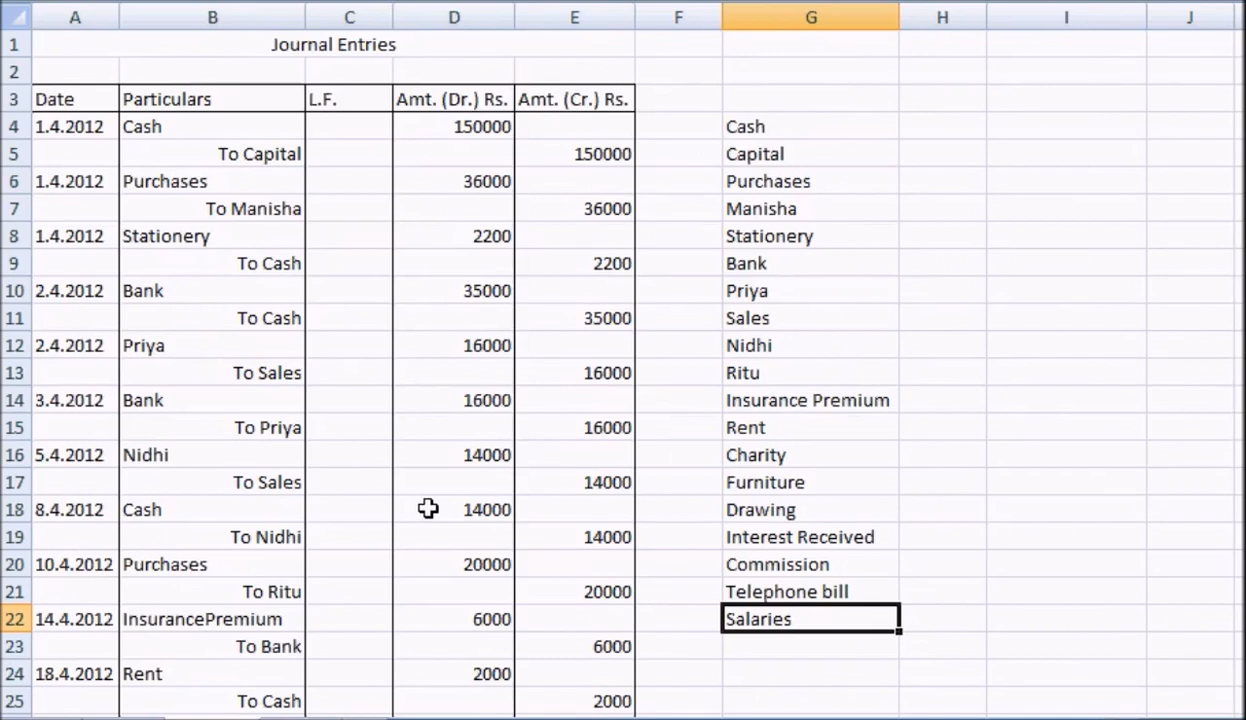 A B C D E F G H I J
1 Journal Entries
2
3 Date Particulars L.F. Amt. (Dr.) Rs. Amt. (Cr.) Rs.
4 1.4.2012 Cash 150000 Cash
5 To Capital 150000 Capital
6 1.4.2012 Purchases 36000 Purchases
7 To Manisha 36000 Manisha
8 1.4.2012 Stationery 2200 Stationery
9 To Cash 2200 Bank
10 2.4.2012 Bank 35000 Priya
11 To Cash 35000 Sales
12 2.4.2012 Priya 16000 Nidhi
13 To Sales 16000 Ritu
14 3.4.2012 Bank 16000 Insurance Premium
15 To Priya 16000 Rent
16 5.4.2012 Nidhi 14000 Charity
17 To Sales 14000 Furniture
18 8.4.2012 Cash 14000 Drawing
19 To Nidhi 14000 Interest Received
20 10.4.2012 Purchases 20000 Commission
21 To Ritu 20000 Telephone bill
22 14.4.2012 InsurancePremium 6000 Salaries
23 To Bank 6000
24 18.4.2012 Rent 2000
25 To Cash 2000